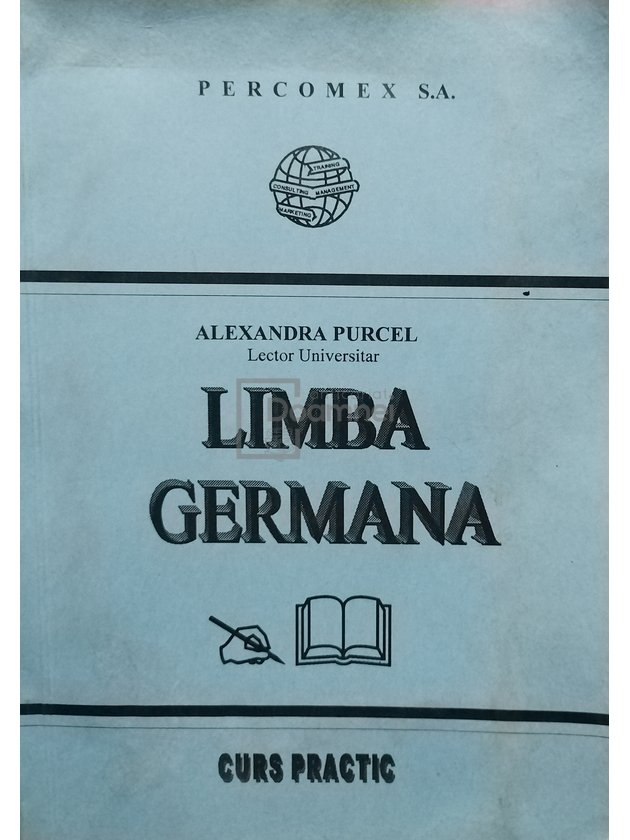 PERCOMEX S.A.
TRAINING
CONSULTING MANAGEMENT
MARKETING
ALEXANDRA PURCEL
Lector Universitar
LIMBA
GERMANA
CURS PRACTIC